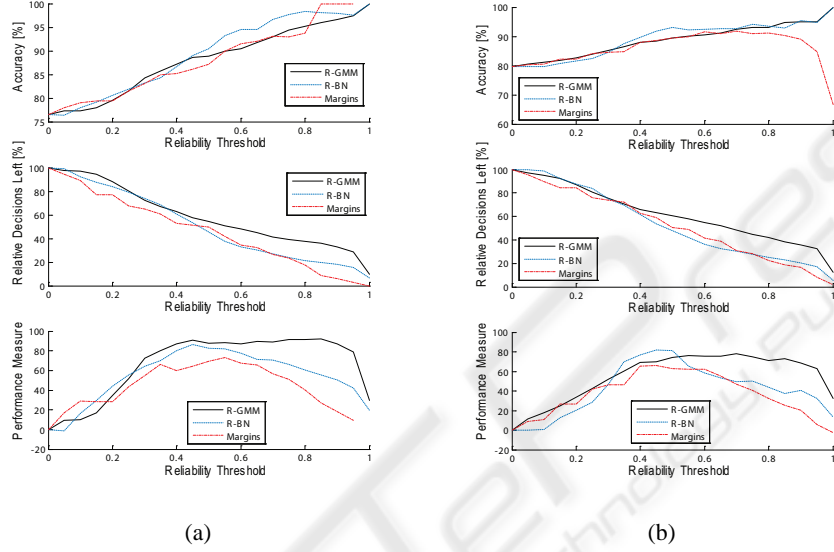 Accuracy [%]
100
95
90
85
80
75
0
0.2
0.4
0.6
0.8
1
Reliability Threshold
R-GMM
R-BN
Margins
Relative Decisions Left [%]
100
80
60
40
20
0
0
0.2
0.4
0.6
0.8
1
Reliability Threshold
R-GMM
R-BN
Margins
Performance Measure
100
80
60
40
20
0
-20
0
0.2
0.4
0.6
0.8
1
Reliability Threshold
R-GMM
R-BN
Margins
(a)
Accuracy [%]
100
90
80
70
60
0
0.2
0.4
0.6
0.8
1
Reliability Threshold
R-GMM
R-BN
Margins
Relative Decisions Left [%]
100
80
60
40
20
0
0
0.2
0.4
0.6
0.8
1
Reliability Threshold
R-GMM
R-BN
Margins
Performance Measure
100
80
60
40
20
0
-20
0
0.2
0.4
0.6
0.8
1
Reliability Threshold
R-GMM
R-BN
Margins
(b)